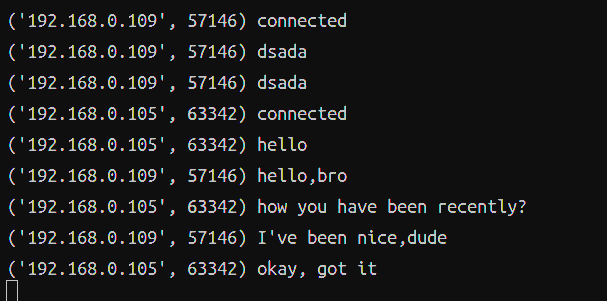 ('192.168.0.109', 57146) connected
('192.168.0.109', 57146) dsada
('192.168.0.109', 57146) dsada
('192.168.0.105', 63342) connected
('192.168.0.105', 63342) hello
('192.168.0.109', 57146) hello,bro
('192.168.0.105', 63342) how you have been recently?
('192.168.0.109', 57146) I've been nice,dude
('192.168.0.105', 63342) okay, got it